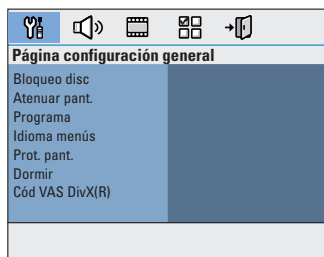 Página configuración general
Bloqueo disc
Atenuar pant.
Programa
Idioma menús
Prot. pant.
Dormir
Cód VAS DivX(R)